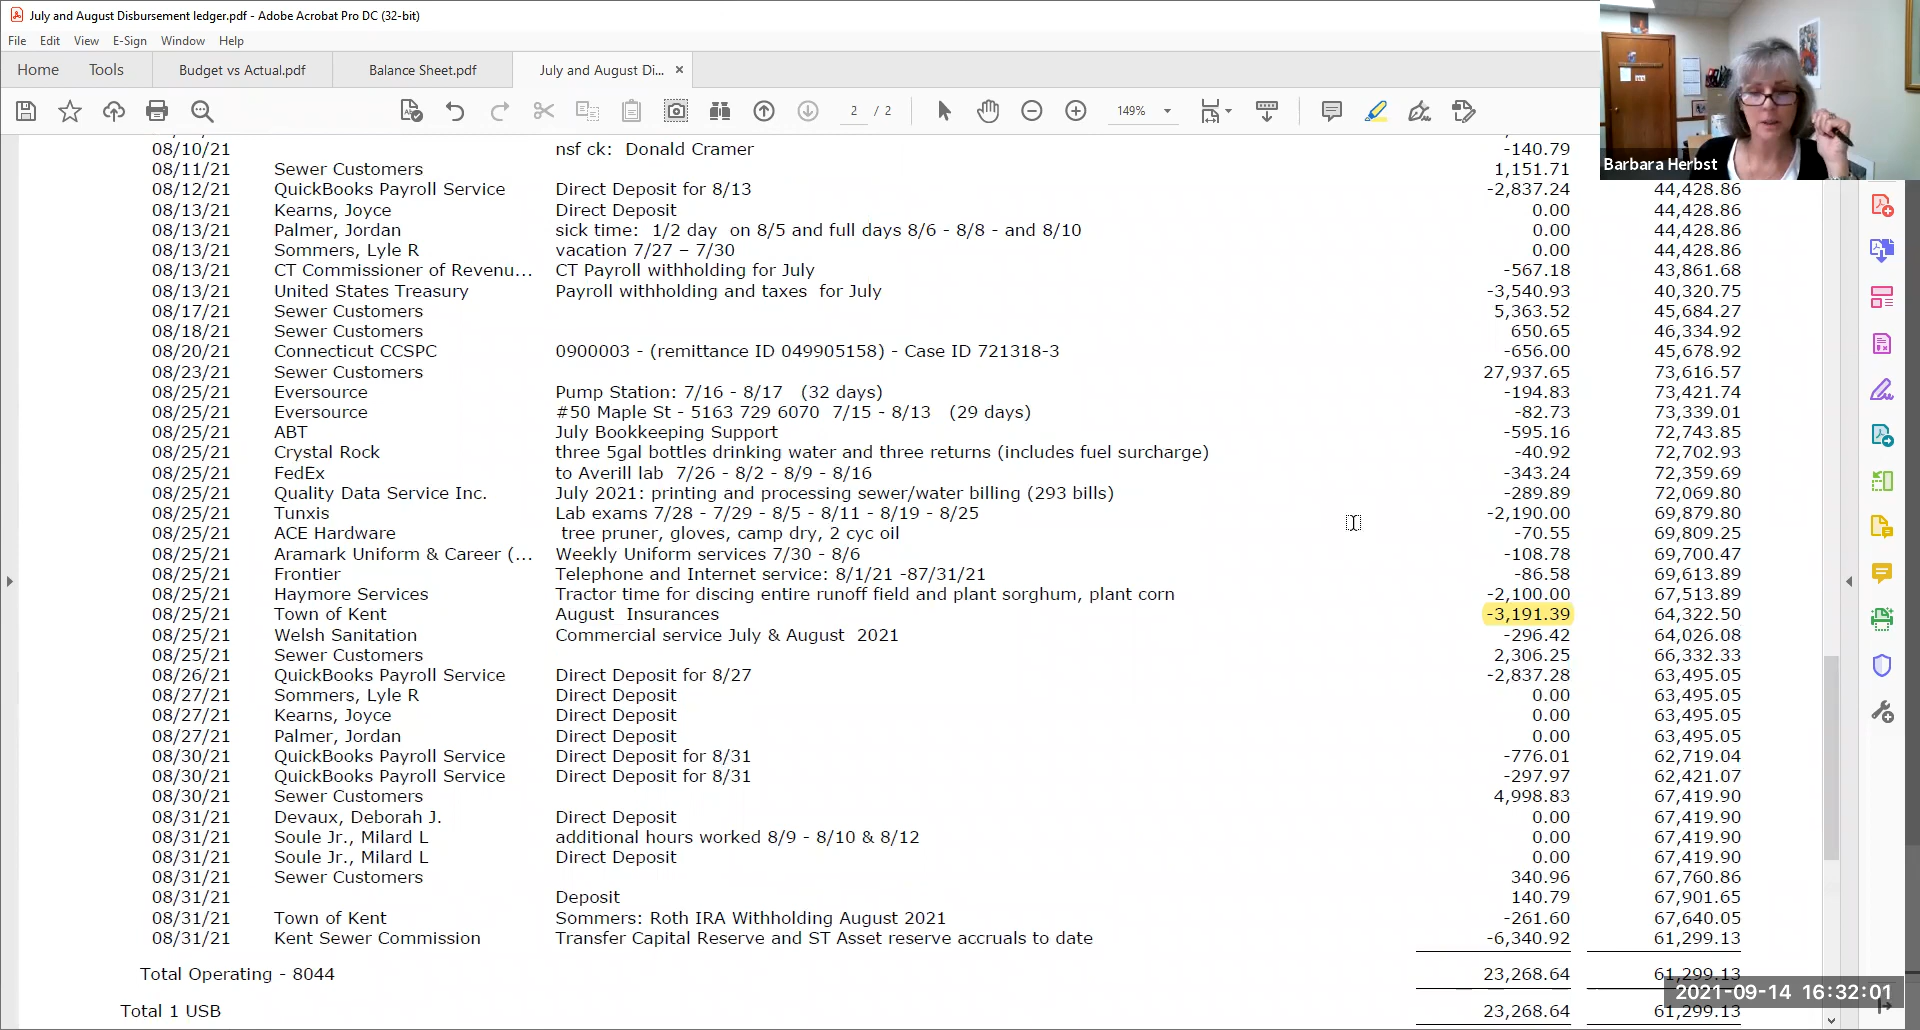 July and August Disbursement ledger.pdf - Adobe Acrobat Pro DC (32-bit)
File Edit View E-Sign Window Help
Home Tools Budget vs Actual.pdf Balance Sheet.pdf July and August Di... ×
2 / 2 149%
Barbara Herbst
08/10/21 nsf ck: Donald Cramer -140.79
08/11/21 Sewer Customers 1,151.71
08/12/21 QuickBooks Payroll Service Direct Deposit for 8/13 -2,837.24 44,428.86
08/13/21 Kearns, Joyce Direct Deposit 0.00 44,428.86
08/13/21 Palmer, Jordan sick time: 1/2 day on 8/5 and full days 8/6 - 8/8 - and 8/10 0.00 44,428.86
08/13/21 Sommers, Lyle R vacation 7/27 – 7/30 0.00 44,428.86
08/13/21 CT Commissioner of Revenu... CT Payroll withholding for July -567.18 43,861.68
08/13/21 United States Treasury Payroll withholding and taxes for July -3,540.93 40,320.75
08/17/21 Sewer Customers 5,363.52 45,684.27
08/18/21 Sewer Customers 650.65 46,334.92
08/20/21 Connecticut CCSPC 0900003 - (remittance ID 049905158) - Case ID 721318-3 -656.00 45,678.92
08/23/21 Sewer Customers 27,937.65 73,616.57
08/25/21 Eversource Pump Station: 7/16 - 8/17 (32 days) -194.83 73,421.74
08/25/21 Eversource #50 Maple St - 5163 729 6070 7/15 - 8/13 (29 days) -82.73 73,339.01
08/25/21 ABT July Bookkeeping Support -595.16 72,743.85
08/25/21 Crystal Rock three 5gal bottles drinking water and three returns (includes fuel surcharge) -40.92 72,702.93
08/25/21 FedEx to Averill lab 7/26 - 8/2 - 8/9 - 8/16 -343.24 72,359.69
08/25/21 Quality Data Service Inc. July 2021: printing and processing sewer/water billing (293 bills) -289.89 72,069.80
08/25/21 Tunxis Lab exams 7/28 - 7/29 - 8/5 - 8/11 - 8/19 - 8/25 -2,190.00 69,879.80
08/25/21 ACE Hardware tree pruner, gloves, camp dry, 2 cyc oil -70.55 69,809.25
08/25/21 Aramark Uniform & Career (... Weekly Uniform services 7/30 - 8/6 -108.78 69,700.47
08/25/21 Frontier Telephone and Internet service: 8/1/21 -87/31/21 -86.58 69,613.89
08/25/21 Haymore Services Tractor time for discing entire runoff field and plant sorghum, plant corn -2,100.00 67,513.89
08/25/21 Town of Kent August Insurances -3,191.39 64,322.50
08/25/21 Welsh Sanitation Commercial service July & August 2021 -296.42 64,026.08
08/25/21 Sewer Customers 2,306.25 66,332.33
08/26/21 QuickBooks Payroll Service Direct Deposit for 8/27 -2,837.28 63,495.05
08/27/21 Sommers, Lyle R Direct Deposit 0.00 63,495.05
08/27/21 Kearns, Joyce Direct Deposit 0.00 63,495.05
08/27/21 Palmer, Jordan Direct Deposit 0.00 63,495.05
08/30/21 QuickBooks Payroll Service Direct Deposit for 8/31 -776.01 62,719.04
08/30/21 QuickBooks Payroll Service Direct Deposit for 8/31 -297.97 62,421.07
08/30/21 Sewer Customers 4,998.83 67,419.90
08/31/21 Devaux, Deborah J. Direct Deposit 0.00 67,419.90
08/31/21 Soule Jr., Milard L additional hours worked 8/9 - 8/10 & 8/12 0.00 67,419.90
08/31/21 Soule Jr., Milard L Direct Deposit 0.00 67,419.90
08/31/21 Sewer Customers 340.96 67,760.86
08/31/21 Deposit 140.79 67,901.65
08/31/21 Town of Kent Sommers: Roth IRA Withholding August 2021 -261.60 67,640.05
08/31/21 Kent Sewer Commission Transfer Capital Reserve and ST Asset reserve accruals to date -6,340.92 61,299.13
Total Operating - 8044 23,268.64 61,299.13
2021-09-14 16:32:01
Total 1 USB 23,268.64 61,299.13